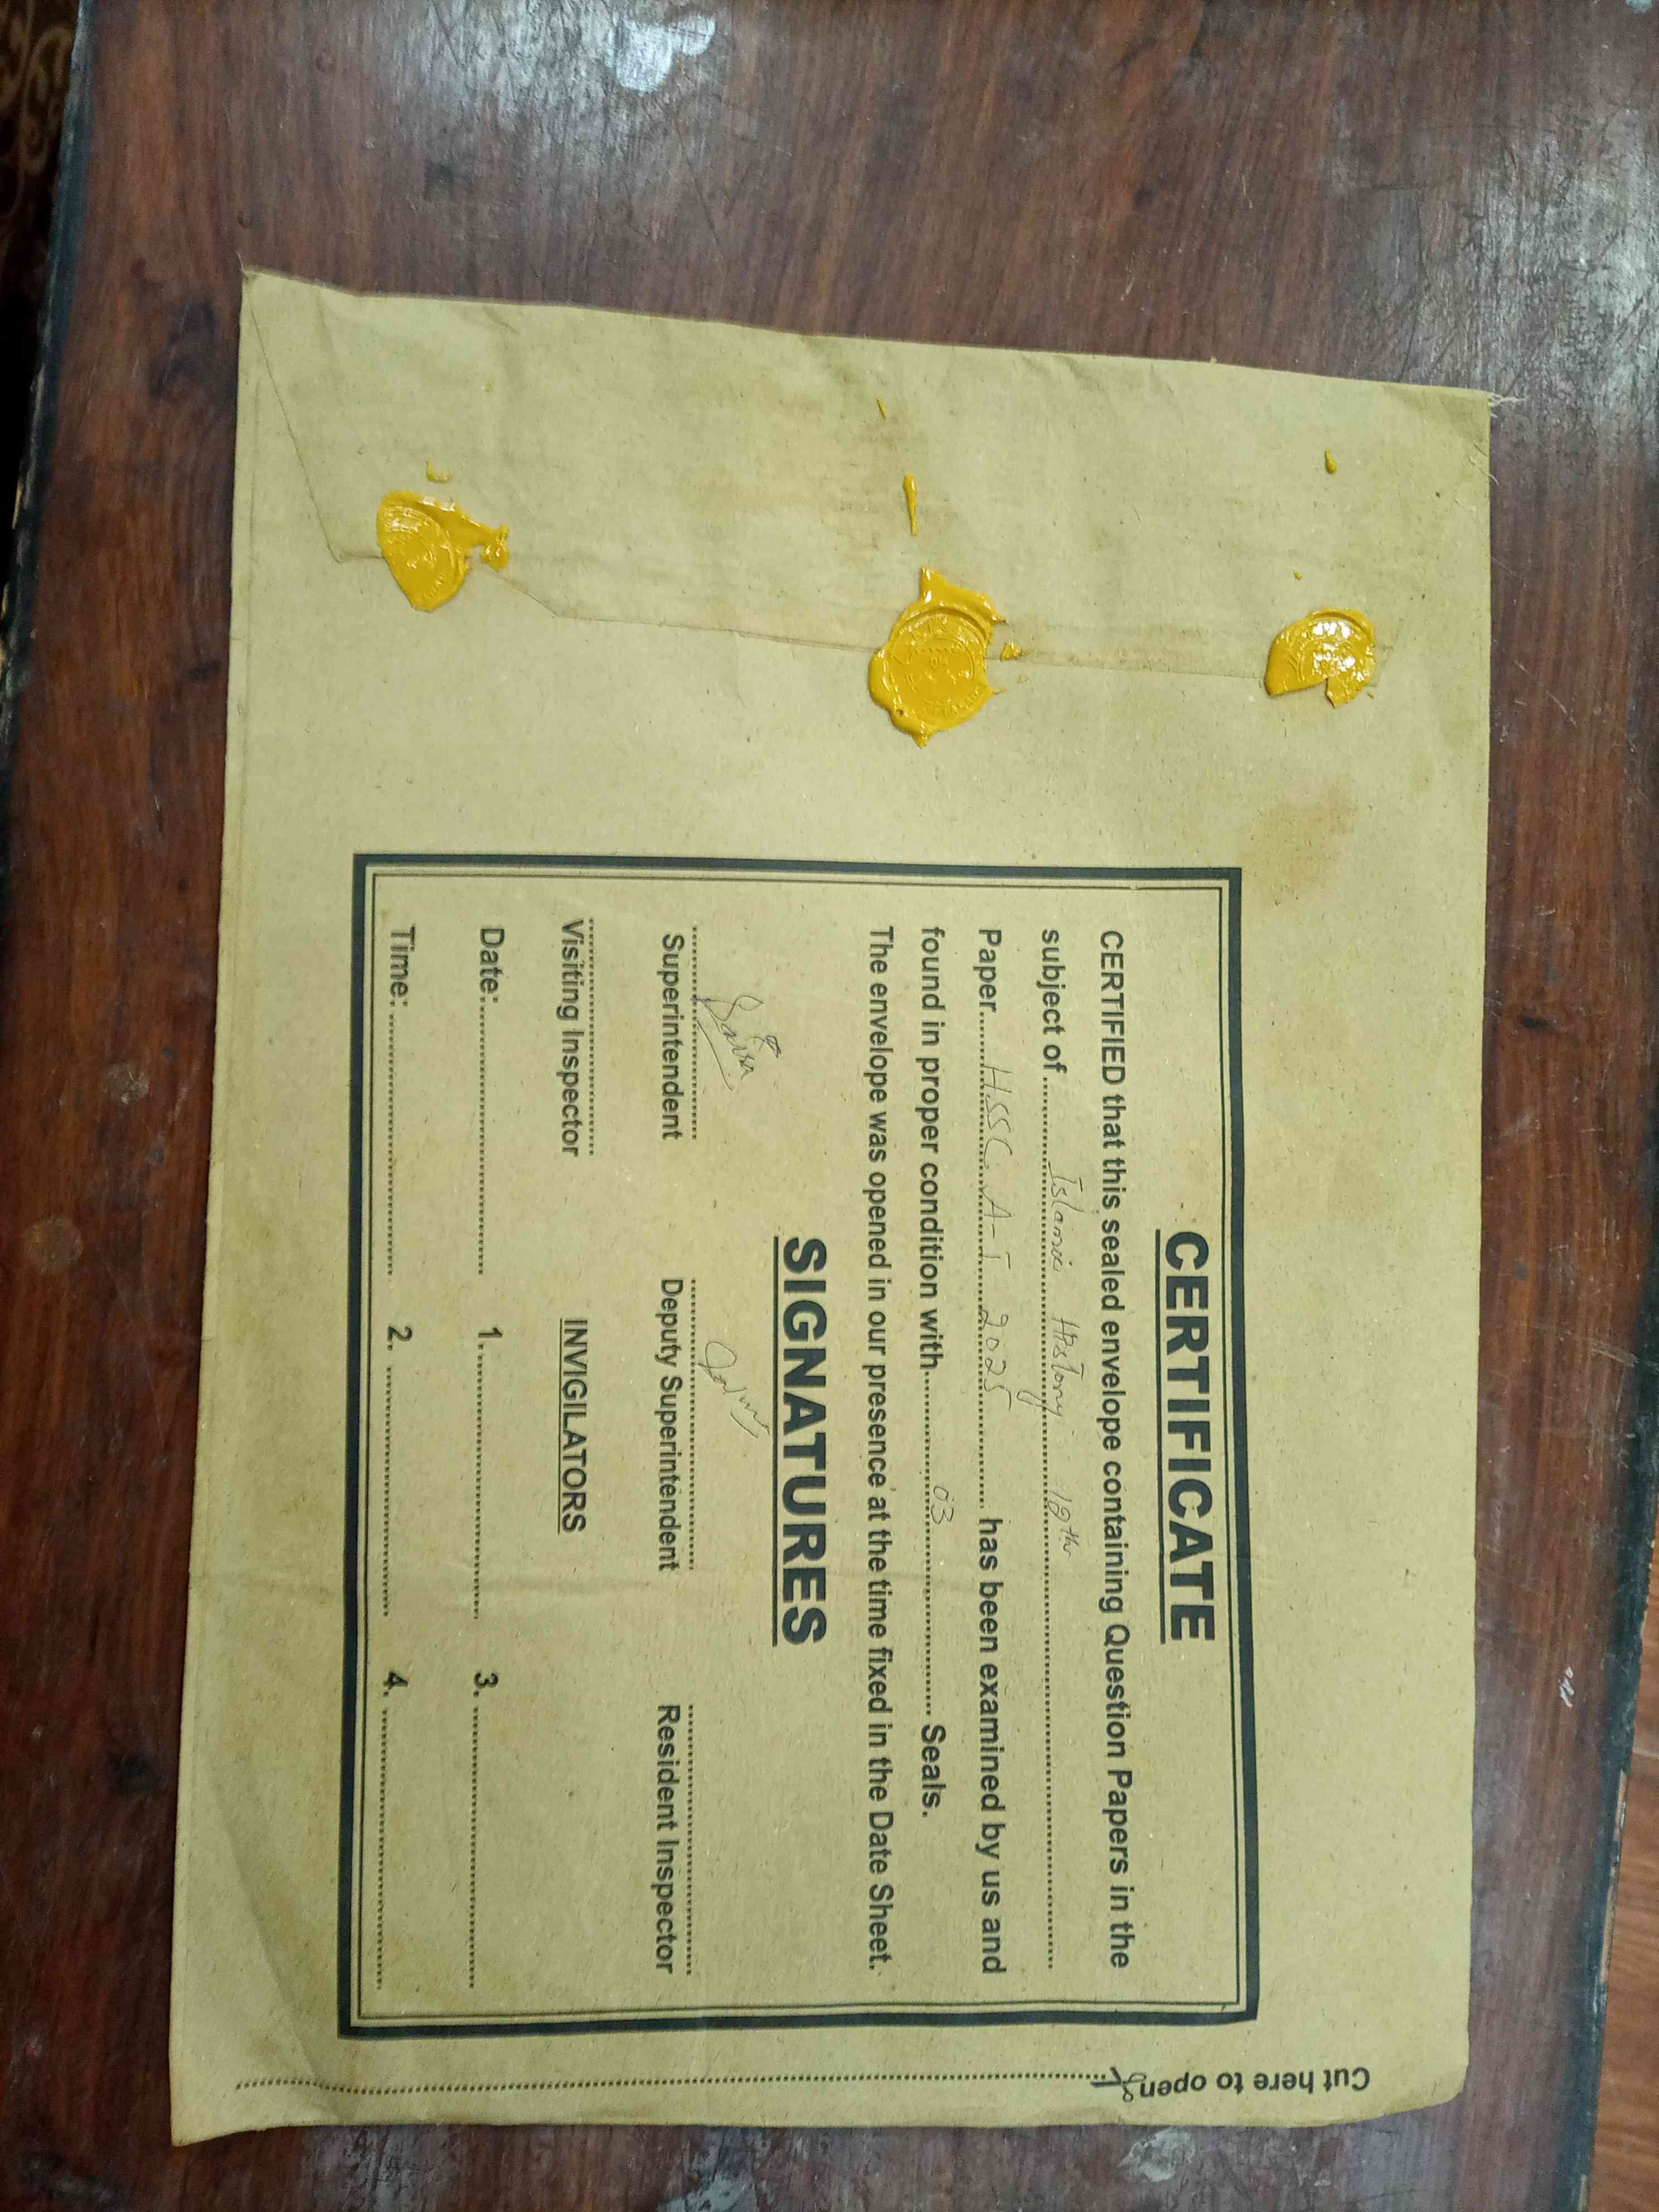 CERTIFICATE
CERTIFIED that this sealed envelope containing Question Papers in the
subject of.......... Islamic History - 12th ..........
Paper.......... HSSC A-I 2025 .......... has been examined by us and
found in proper condition with.......... 03 .......... Seals.
The envelope was opened in our presence at the time fixed in the Date Sheet.
SIGNATURES
Superintendent Deputy Superintendent Resident Inspector
Visiting Inspector INVIGILATORS
Date:.......... 1.......... 3. ..........
Time: .......... 2. .......... 4. ..........
Cut here to open